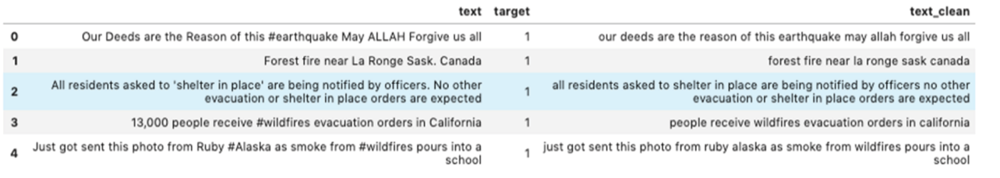 text target text_clean
0 Our Deeds are the Reason of this #earthquake May ALLAH Forgive us all 1 our deeds are the reason of this earthquake may allah forgive us all
1 Forest fire near La Ronge Sask. Canada 1 forest fire near la ronge sask canada
2 All residents asked to 'shelter in place' are being notified by officers. No other 1 all residents asked to shelter in place are being notified by officers no other
evacuation or shelter in place orders are expected evacuation or shelter in place orders are expected
3 13,000 people receive #wildfires evacuation orders in California 1 people receive wildfires evacuation orders in california
4 Just got sent this photo from Ruby #Alaska as smoke from #wildfires pours into a 1 just got sent this photo from ruby alaska as smoke from wildfires pours into a
school school